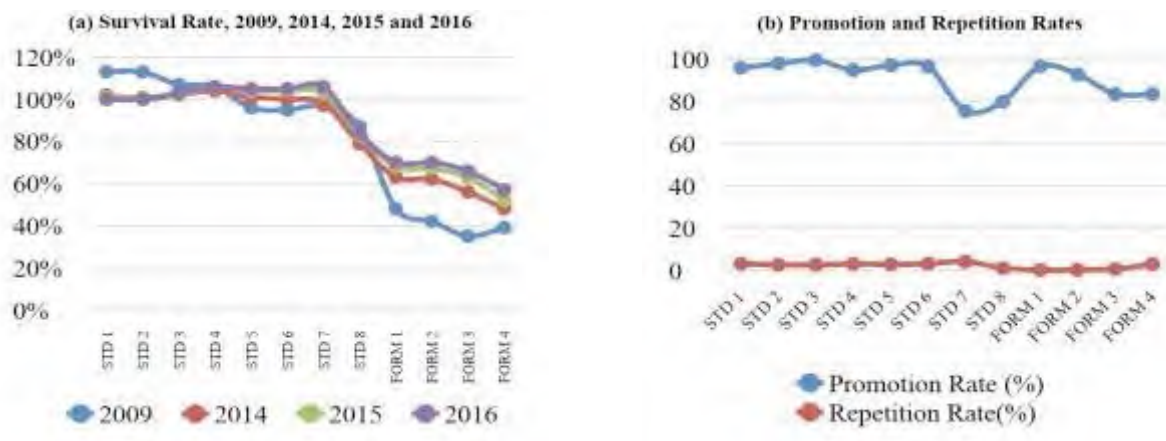 (a) Survival Rate, 2009, 2014, 2015 and 2016
120%
100%
80%
60%
40%
20%
0%
STD 1
STD 2
STD 3
STD 4
STD 5
STD 6
STD 7
STD 8
FORM 1
FORM 2
FORM 3
FORM 4
2009 2014 2015 2016
(b) Promotion and Repetition Rates
100
80
60
40
20
0
STD 1
STD 2
STD 3
STD 4
STD 5
STD 6
STD 7
STD 8
FORM 1
FORM 2
FORM 3
FORM 4
Promotion Rate (%)
Repetition Rate(%)